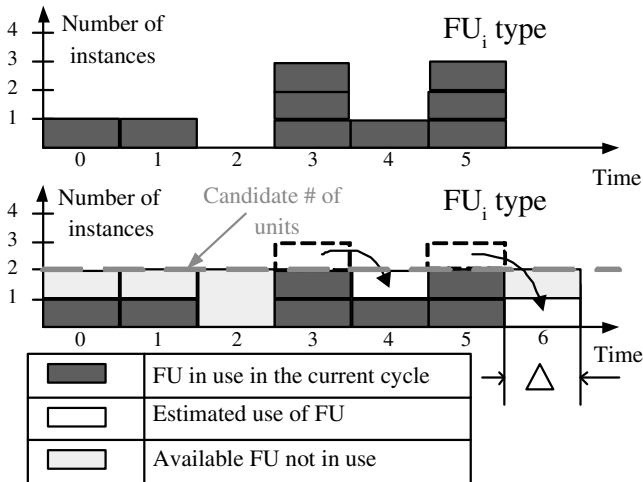 Number of
instances
FU_i type
4
3
2
1
0 1 2 3 4 5
Time
Number of
instances
Candidate # of
units
FU_i type
4
3
2
1
0 1 2 3 4 5 6
Time
FU in use in the current cycle
Estimated use of FU
Available FU not in use
△